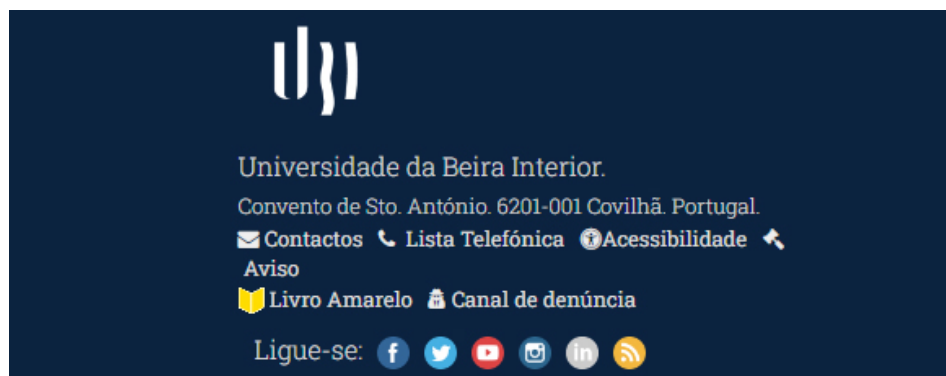 ubi
Universidade da Beira Interior.
Convento de Sto. António. 6201-001 Covilhã. Portugal.
Contactos Lista Telefónica Acessibilidade
Aviso
Livro Amarelo Canal de denúncia
Ligue-se: